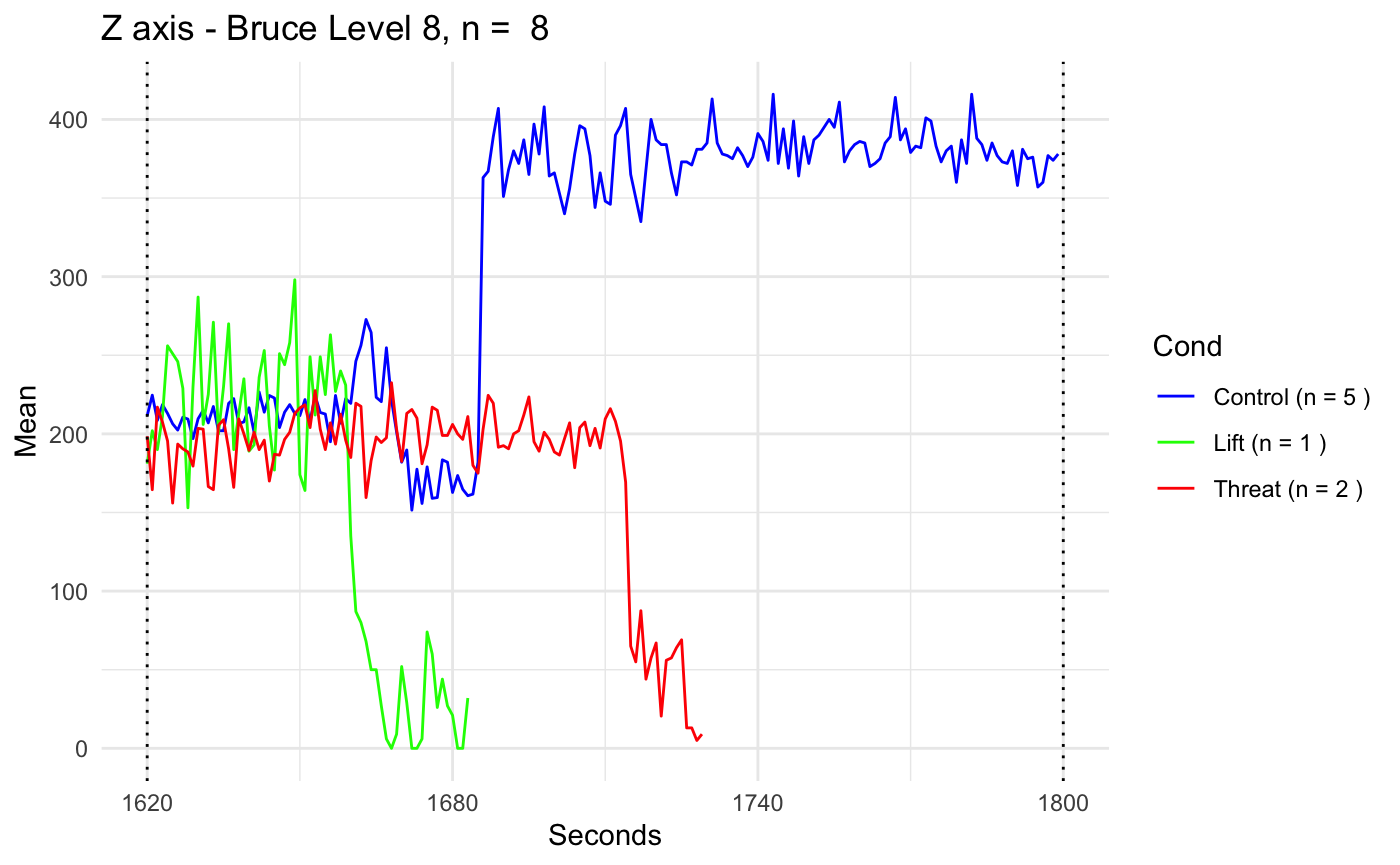 Z axis - Bruce Level 8, n =  8
400
300
200
100
0
Mean
1620
1680
1740
1800
Seconds
Cond
Control (n = 5 )
Lift (n = 1 )
Threat (n = 2 )